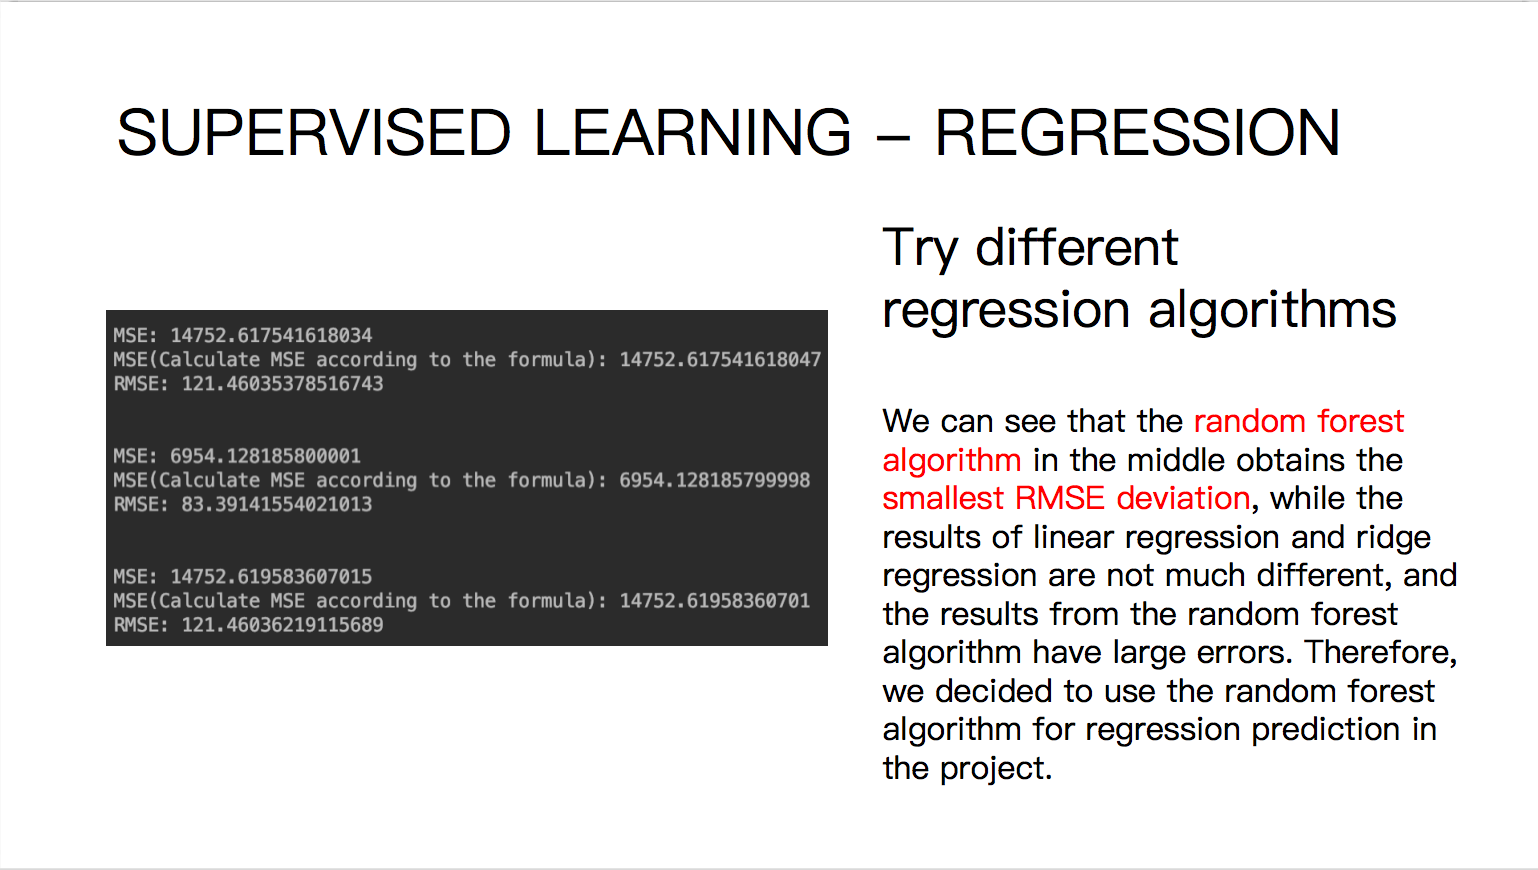 SUPERVISED LEARNING – REGRESSION
MSE: 14752.617541618034
MSE(Calculate MSE according to the formula): 14752.617541618047
RMSE: 121.46035378516743
MSE: 6954.128185800001
MSE(Calculate MSE according to the formula): 6954.128185799998
RMSE: 83.39141554021013
MSE: 14752.619583607015
MSE(Calculate MSE according to the formula): 14752.61958360701
RMSE: 121.46036219115689
Try different
regression algorithms
We can see that the random forest
algorithm in the middle obtains the
smallest RMSE deviation, while the
results of linear regression and ridge
regression are not much different, and
the results from the random forest
algorithm have large errors. Therefore,
we decided to use the random forest
algorithm for regression prediction in
the project.